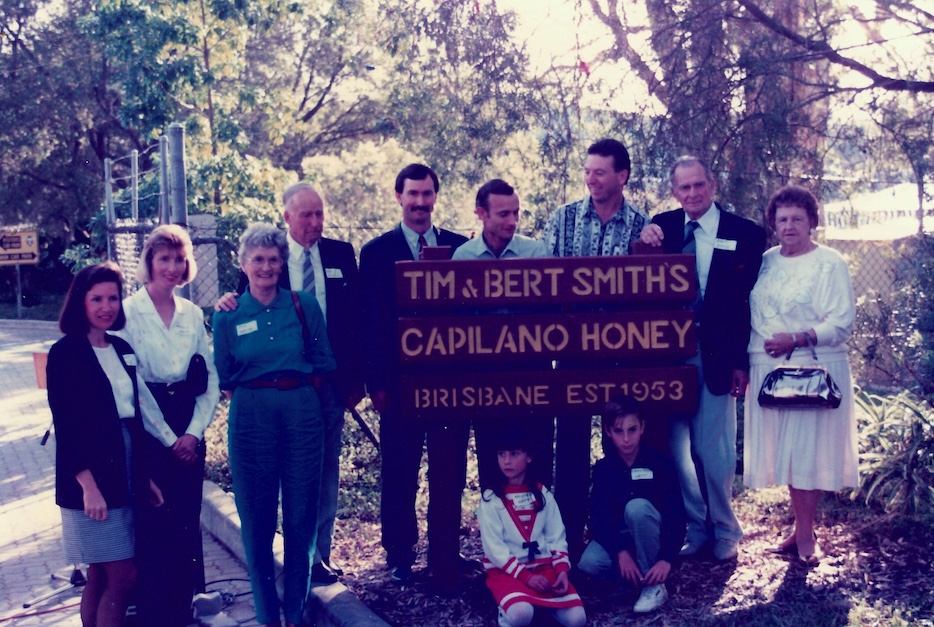 TIM & BERT SMITH'S
CAPILANO HONEY
BRISBANE EST 1953